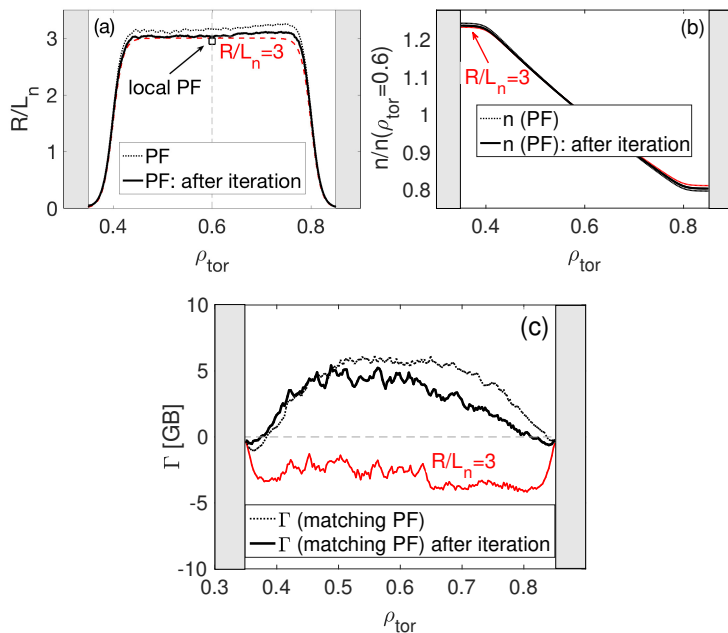 (a)
R/L_n
3
2
1
0
R/L_n=3
local PF
PF
PF: after iteration
0.4
0.6
0.8
ρ_tor
(b)
n/n(ρ_tor=0.6)
1.2
1.1
1
0.9
0.8
R/L_n=3
n (PF)
n (PF): after iteration
0.4
0.6
0.8
ρ_tor
(c)
Γ [GB]
10
5
0
-5
-10
R/L_n=3
Γ (matching PF)
Γ (matching PF) after iteration
0.3
0.4
0.5
0.6
0.7
0.8
ρ_tor